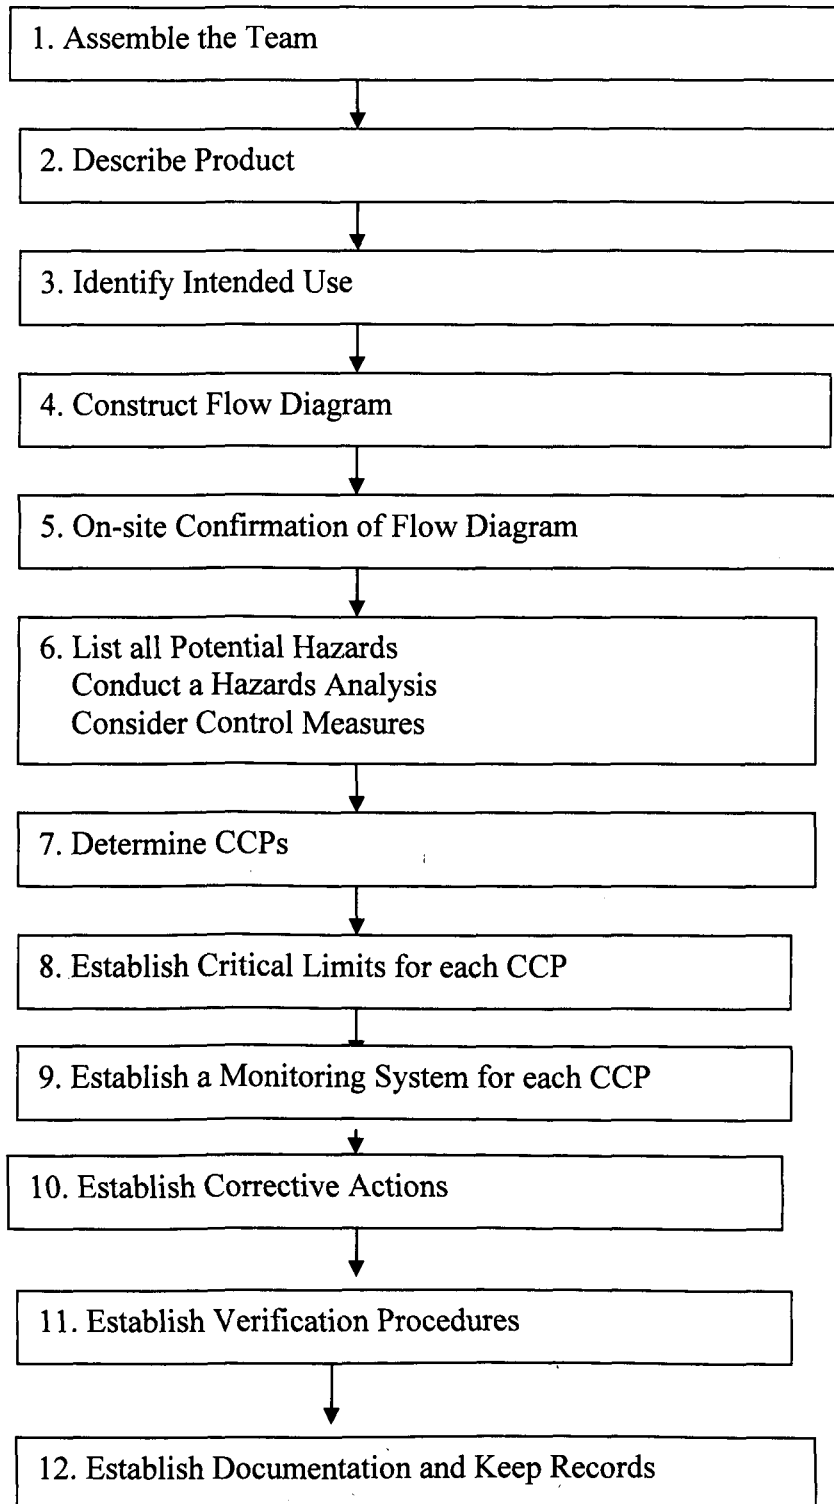 1. Assemble the Team
2. Describe Product
3. Identify Intended Use
4. Construct Flow Diagram
5. On-site Confirmation of Flow Diagram
6. List all Potential Hazards
Conduct a Hazards Analysis
Consider Control Measures
7. Determine CCPs
8. Establish Critical Limits for each CCP
9. Establish a Monitoring System for each CCP
10. Establish Corrective Actions
11. Establish Verification Procedures
12. Establish Documentation and Keep Records